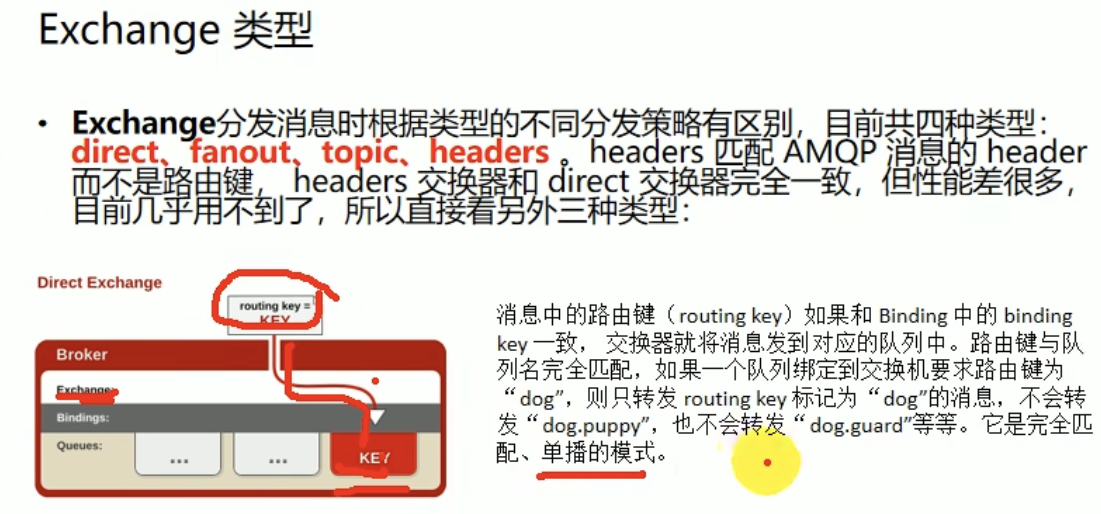 Exchange 类型
• Exchange分发消息时根据类型的不同分发策略有区别，目前共四种类型：
direct、fanout、topic、headers 。headers 匹配 AMQP 消息的 header
而不是路由键， headers 交换器和 direct 交换器完全一致，但性能差很多，
目前几乎用不到了，所以直接看另外三种类型：
Direct Exchange
routing key =
KEY
Broker
Exchange:
Bindings:
Queues:
...
...
KEY
消息中的路由键（routing key）如果和 Binding 中的 binding
key 一致， 交换器就将消息发到对应的队列中。路由键与队
列名完全匹配，如果一个队列绑定到交换机要求路由键为
“dog”，则只转发 routing key 标记为“dog”的消息，不会转
发“dog.puppy”，也不会转发“dog.guard”等等。它是完全匹
配、单播的模式。